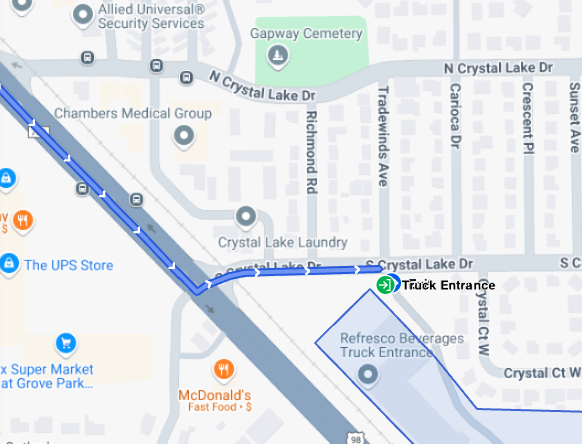 Allied Universal®
Security Services
Gapway Cemetery
N Crystal Lake Dr
N Crystal Lake Dr
Chambers Medical Group
Richmond Rd
Tradewinds Ave
Carioca Dr
Crescent Pl
Sunset Ave
Crystal Lake Laundry
The UPS Store
S Crystal Lake Dr
S Crystal Lake Dr
Truck Entrance
Crystal Ct W
Refresco Beverages
Truck Entrance
x Super Market
at Grove Park...
McDonald's
Fast Food • $
Crystal Ct W
98